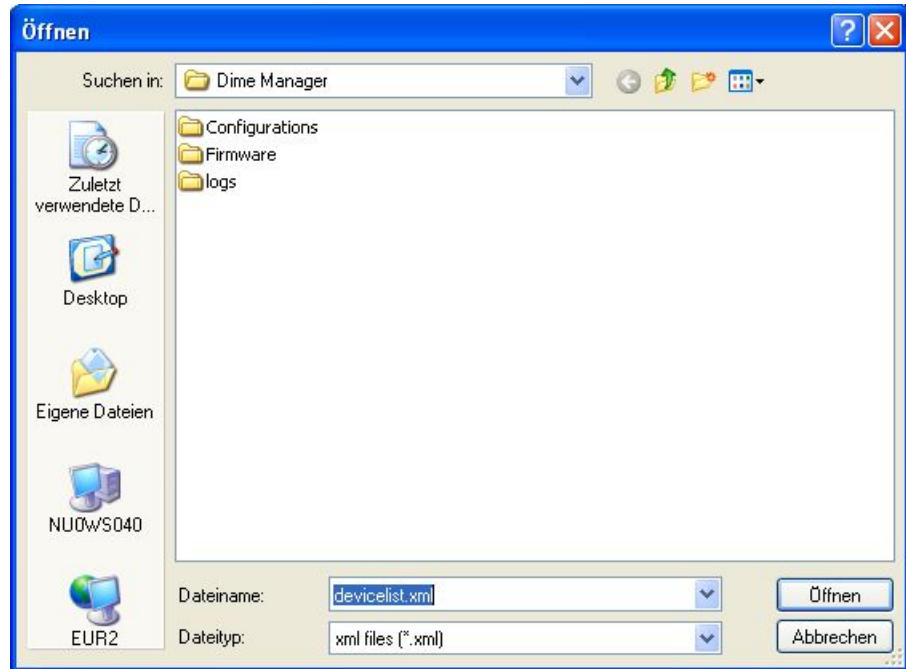 Öffnen
Suchen in: Dime Manager
Configurations
Firmware
logs
Zuletzt
verwendete D...
Desktop
Eigene Dateien
NU0WS040
EUR2
Dateiname: devicelist.xml Öffnen
Dateityp: xml files (*.xml) Abbrechen